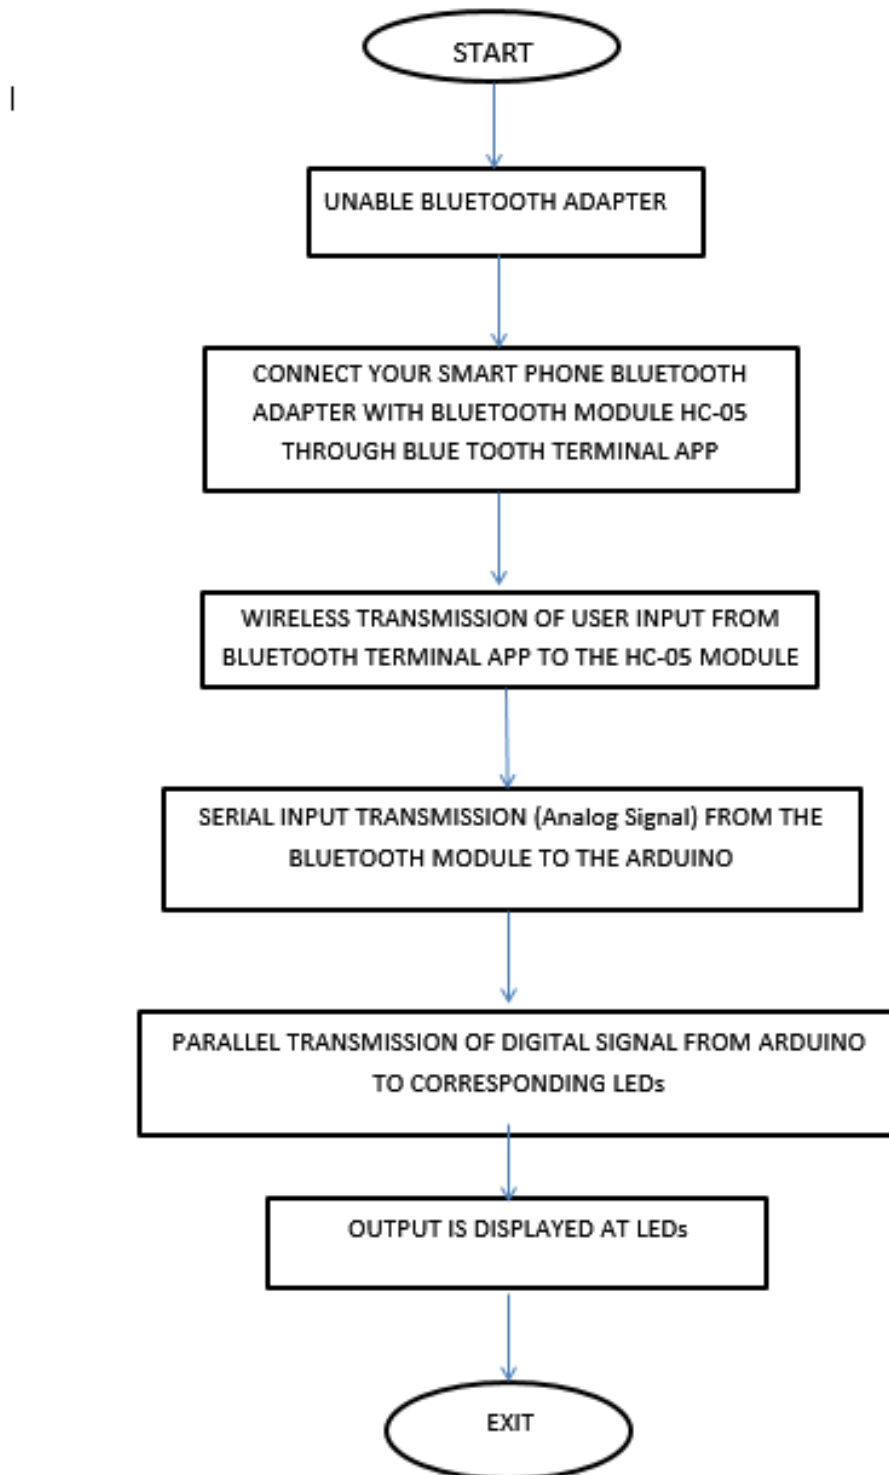 START
UNABLE BLUETOOTH ADAPTER
CONNECT YOUR SMART PHONE BLUETOOTH
ADAPTER WITH BLUETOOTH MODULE HC-05
THROUGH BLUE TOOTH TERMINAL APP
WIRELESS TRANSMISSION OF USER INPUT FROM
BLUETOOTH TERMINAL APP TO THE HC-05 MODULE
SERIAL INPUT TRANSMISSION (Analog Signal) FROM THE
BLUETOOTH MODULE TO THE ARDUINO
PARALLEL TRANSMISSION OF DIGITAL SIGNAL FROM ARDUINO
TO CORRESPONDING LEDs
OUTPUT IS DISPLAYED AT LEDs
EXIT